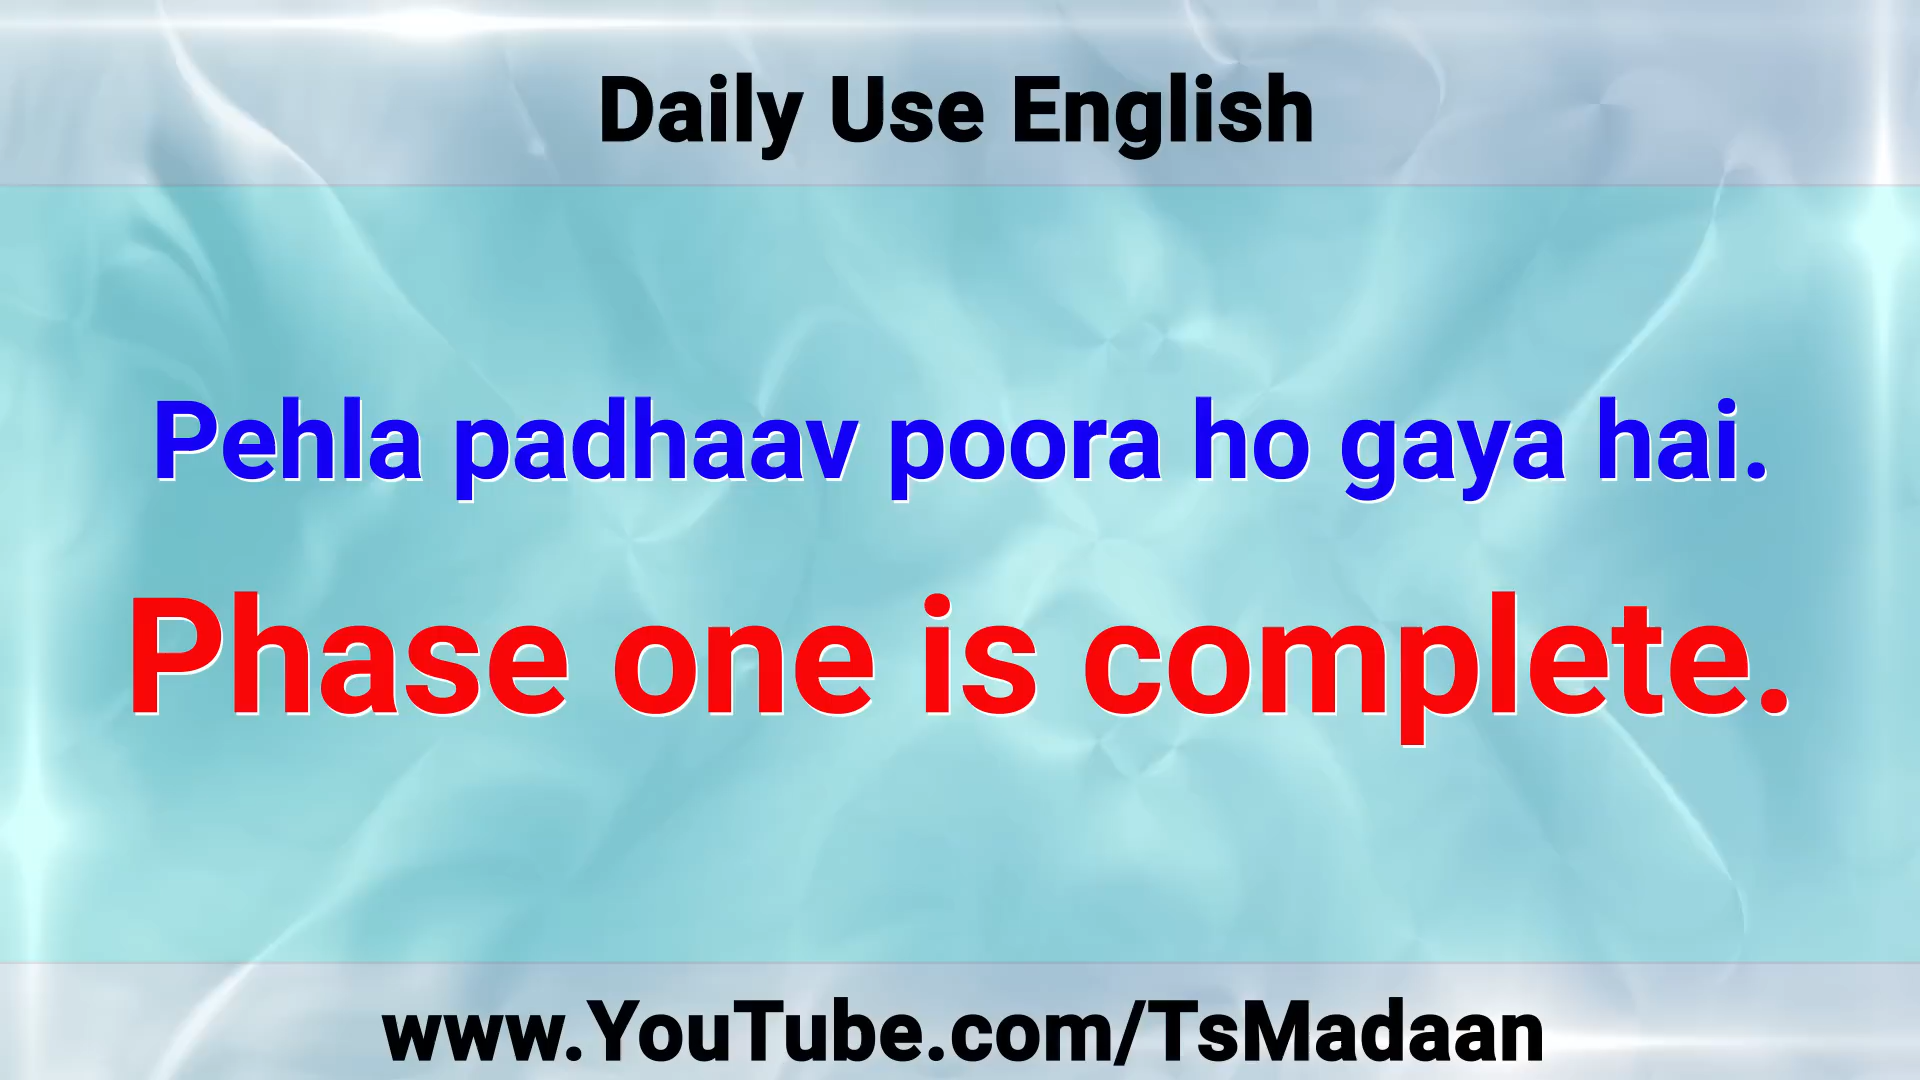 Daily Use English
Pehla padhaav poora ho gaya hai.
Phase one is complete.
www.YouTube.com/TsMadaan